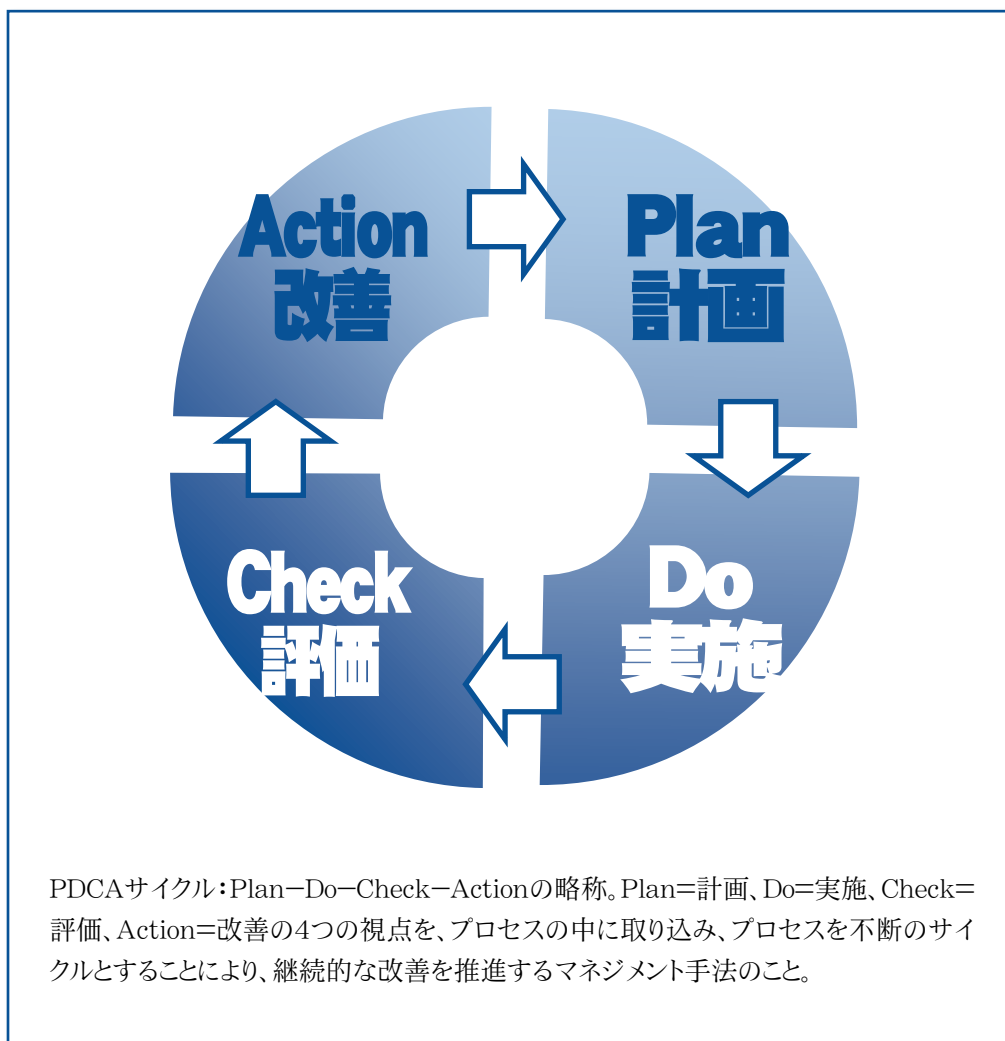 Action
改善
Plan
計画
Check
評価
Do
実施
PDCAサイクル：Plan−Do−Check−Actionの略称。Plan＝計画、Do＝実施、Check＝
評価、Action＝改善の4つの視点を、プロセスの中に取り込み、プロセスを不断のサイ
クルとすることにより、継続的な改善を推進するマネジメント手法のこと。